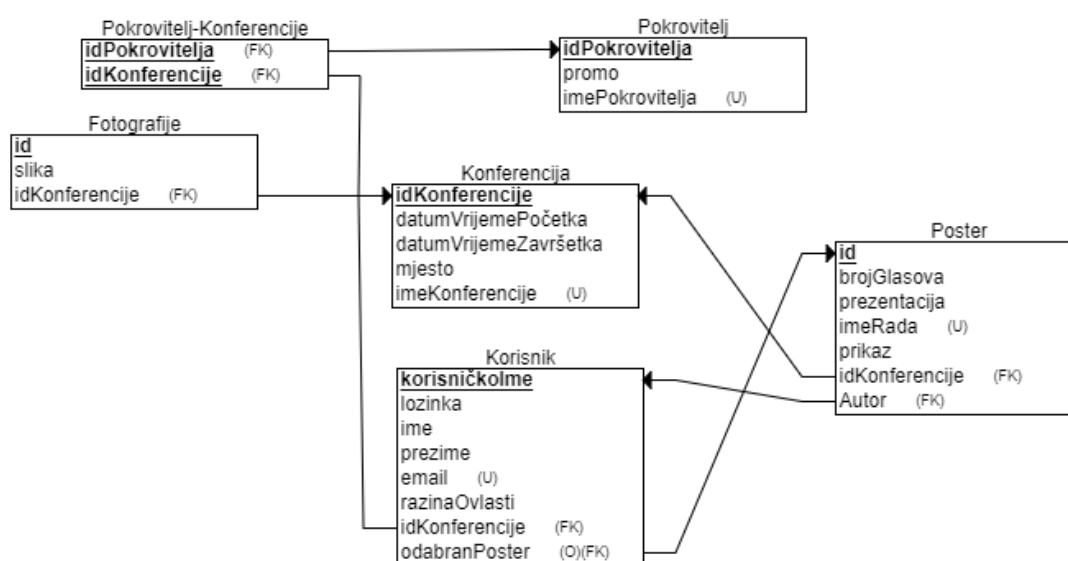 Pokrovitelj-Konferencije
idPokrovitelja (FK)
idKonferencije (FK)
Pokrovitelj
idPokrovitelja
promo
imePokrovitelja (U)
Fotografije
id
slika
idKonferencije (FK)
Konferencija
idKonferencije
datumVrijemePočetka
datumVrijemeZavršetka
mjesto
imeKonferencije (U)
Poster
id
brojGlasova
prezentacija
imeRada (U)
prikaz
idKonferencije (FK)
Autor (FK)
Korisnik
korisničkoIme
lozinka
ime
prezime
email (U)
razinaOvlasti
idKonferencije (FK)
odabranPoster (O)(FK)